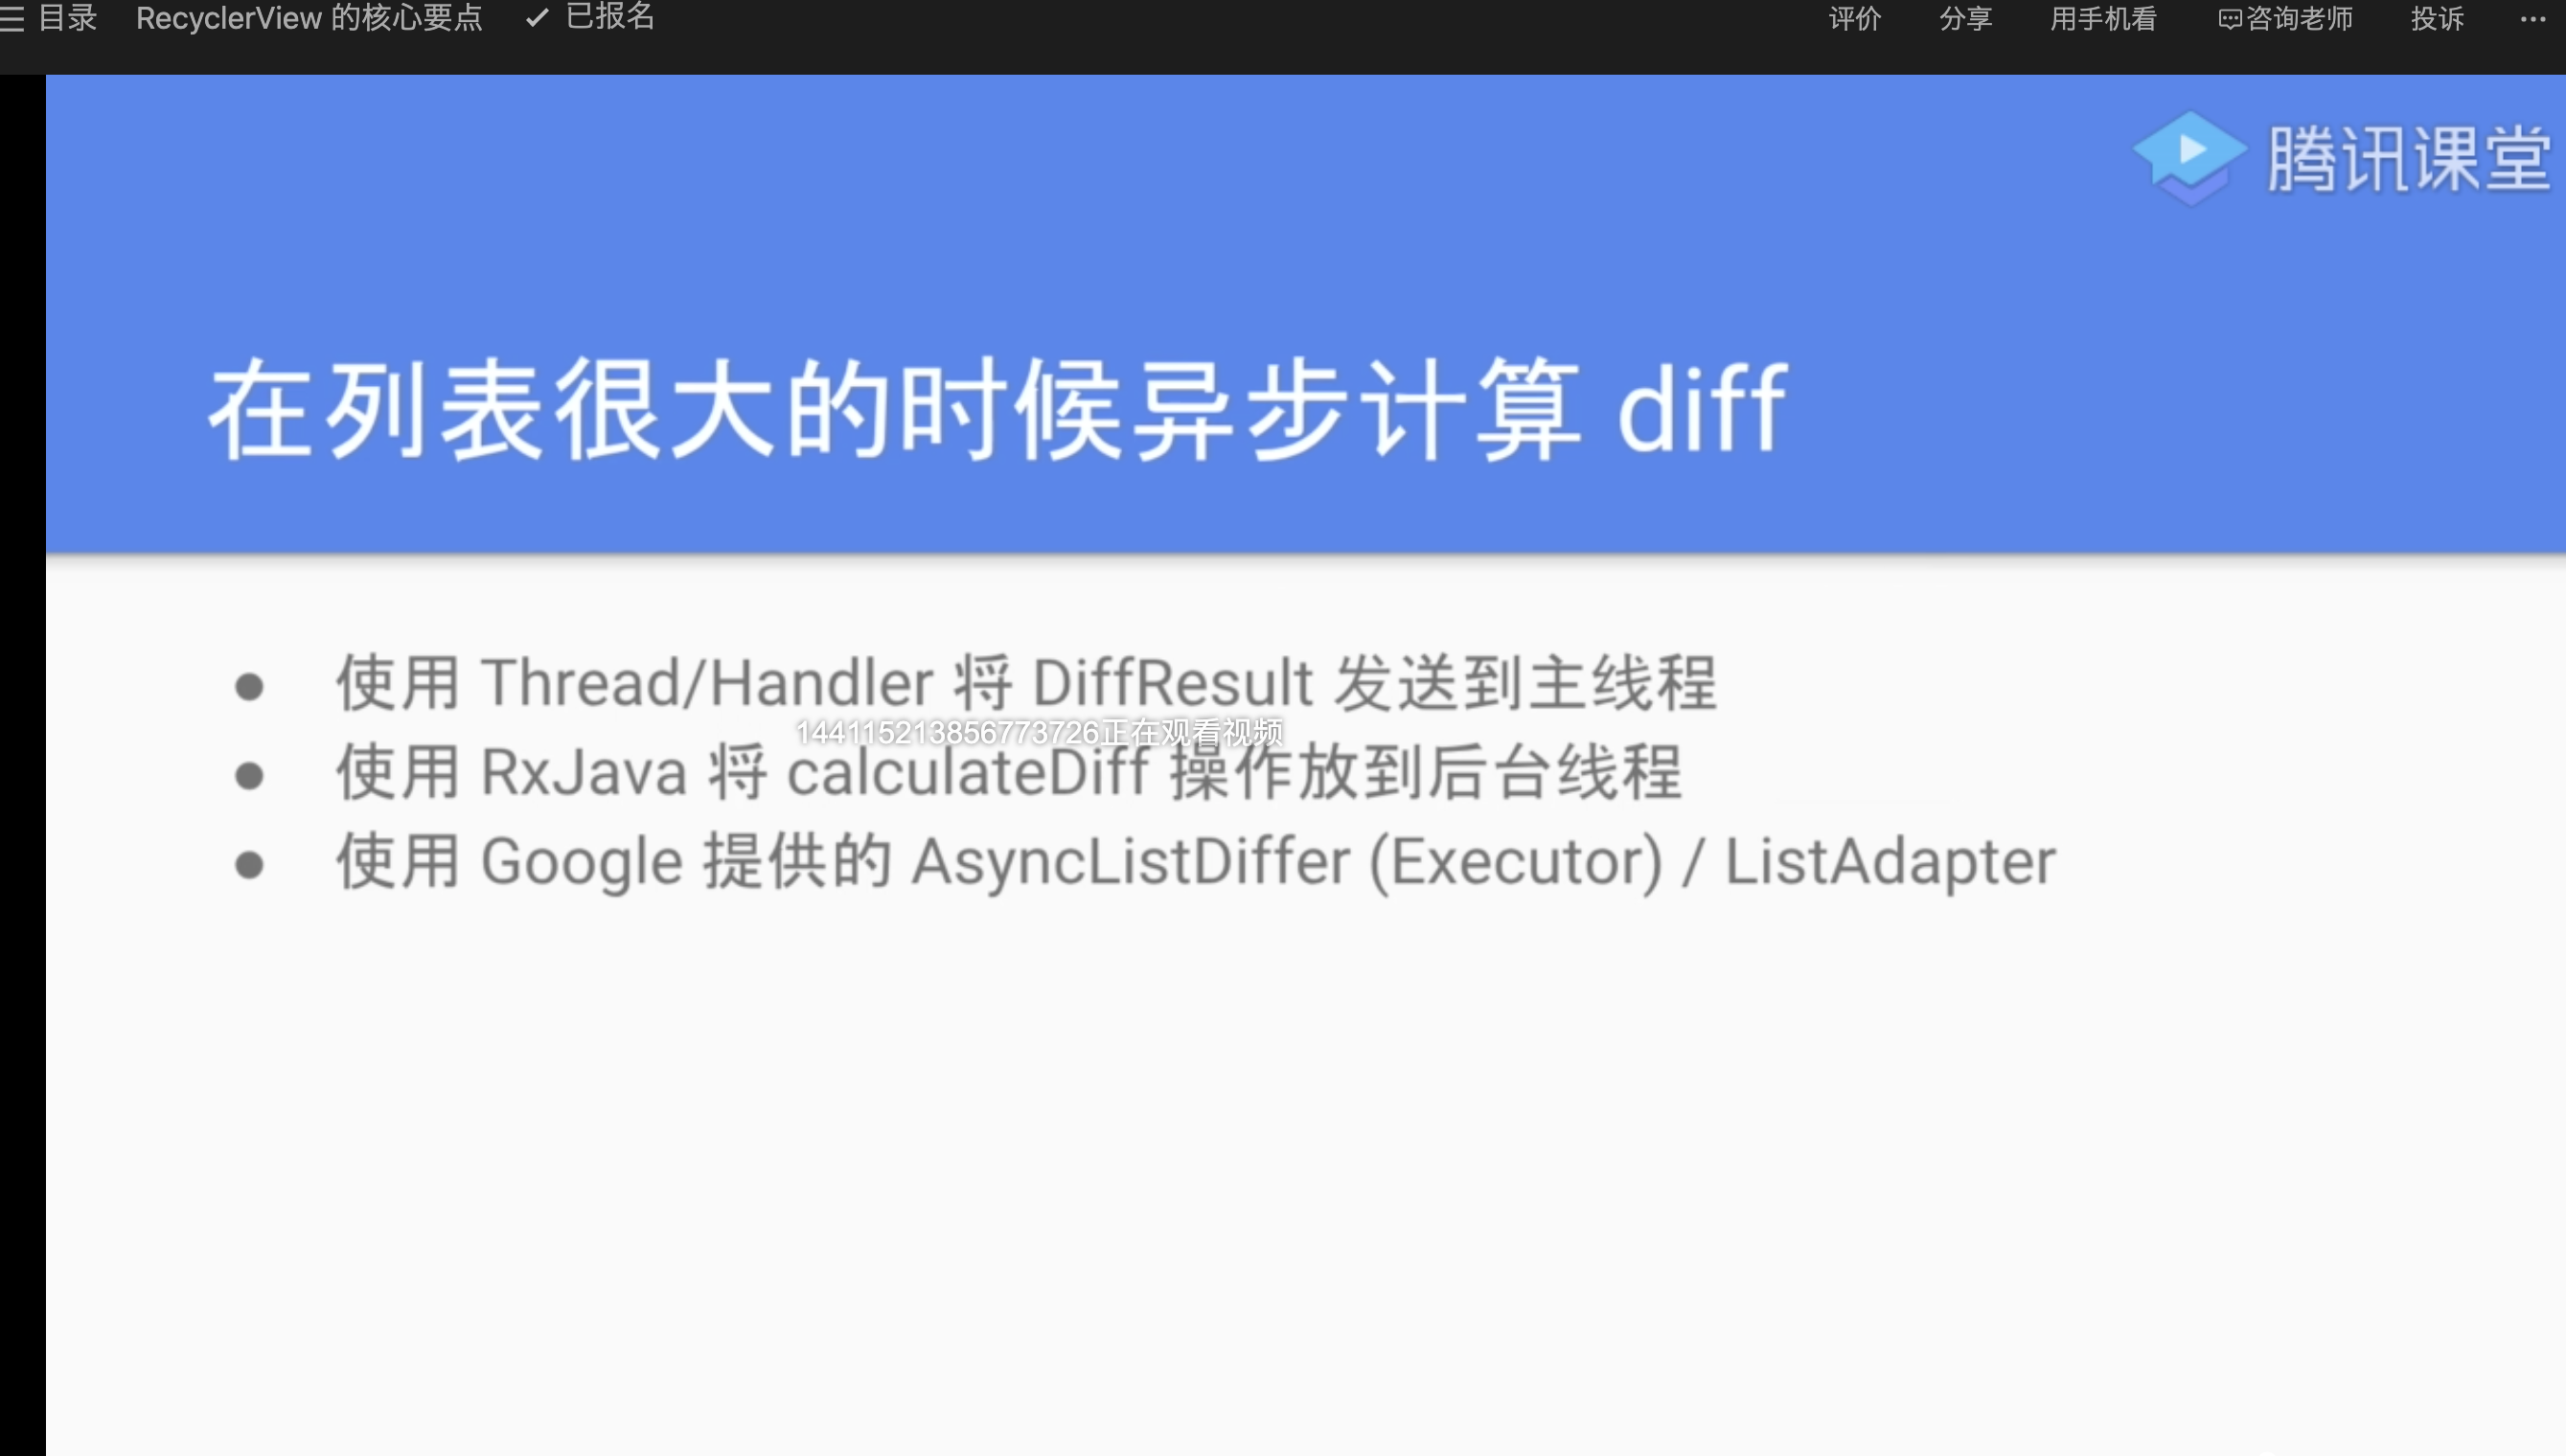 目录 RecyclerView 的核心要点 已报名 评价 分享 用手机看 咨询老师 投诉 ...
腾讯课堂
在列表很大的时候异步计算 diff
● 使用 Thread/Handler 将 DiffResult 发送到主线程
144115213856773726正在观看视频
● 使用 RxJava 将 calculateDiff 操作放到后台线程
● 使用 Google 提供的 AsyncListDiffer (Executor) / ListAdapter